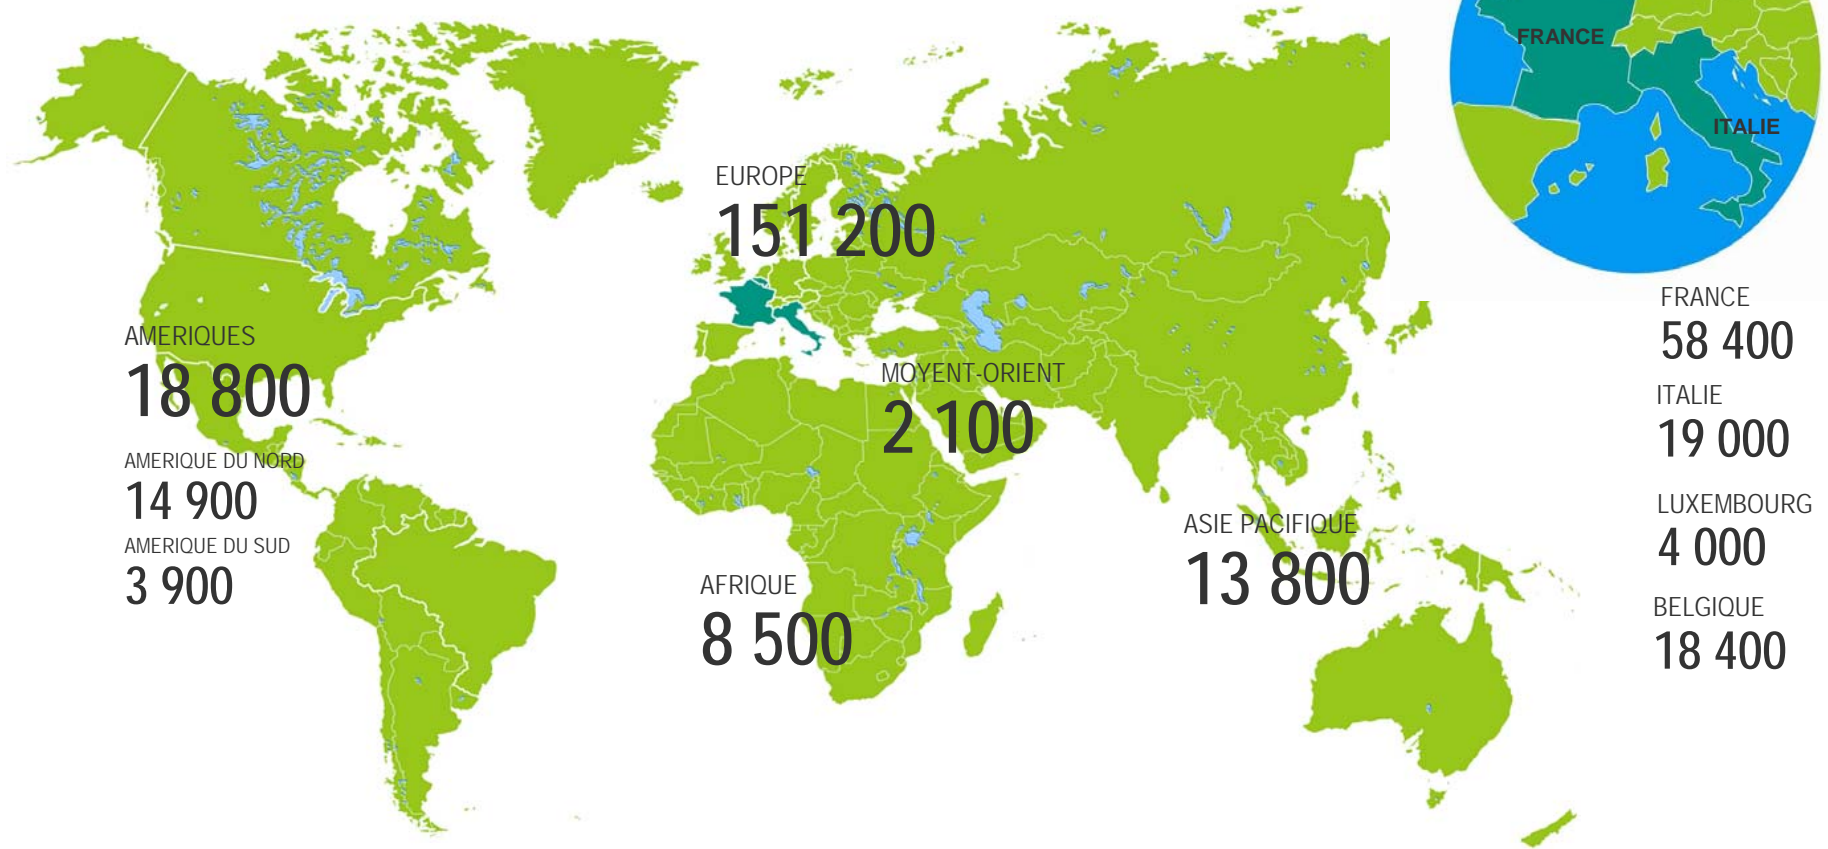 FRANCE
ITALIE
EUROPE
151 200
AMERIQUES
18 800
AMERIQUE DU NORD
14 900
AMERIQUE DU SUD
3 900
MOYENT-ORIENT
2 100
AFRIQUE
8 500
ASIE PACIFIQUE
13 800
FRANCE
58 400
ITALIE
19 000
LUXEMBOURG
4 000
BELGIQUE
18 400